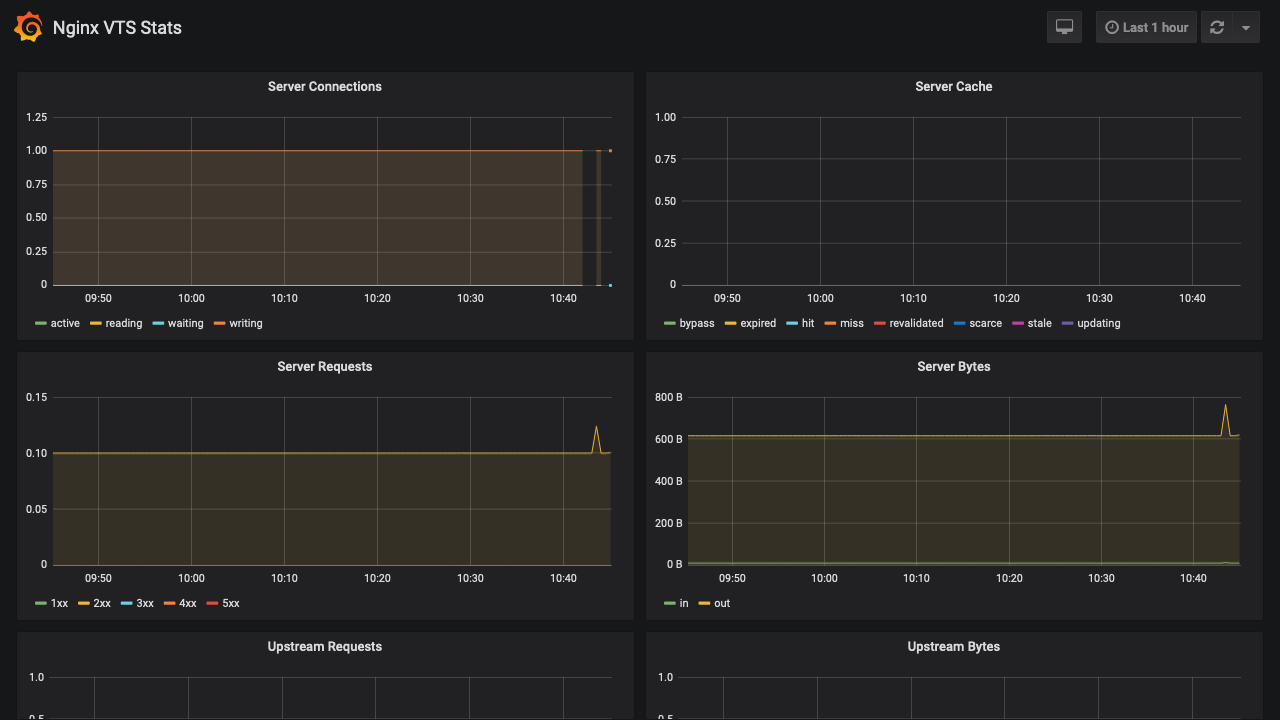 Nginx VTS Stats
Last 1 hour
Server Connections
1.25
1.00
0.75
0.50
0.25
0
09:50 10:00 10:10 10:20 10:30 10:40
active reading waiting writing
Server Cache
1.00
0.75
0.50
0.25
0
09:50 10:00 10:10 10:20 10:30 10:40
bypass expired hit miss revalidated scarce stale updating
Server Requests
0.15
0.10
0.05
0
09:50 10:00 10:10 10:20 10:30 10:40
1xx 2xx 3xx 4xx 5xx
Server Bytes
800 B
600 B
400 B
200 B
0 B
09:50 10:00 10:10 10:20 10:30 10:40
in out
Upstream Requests
1.0
0.5
Upstream Bytes
1.0
0.5